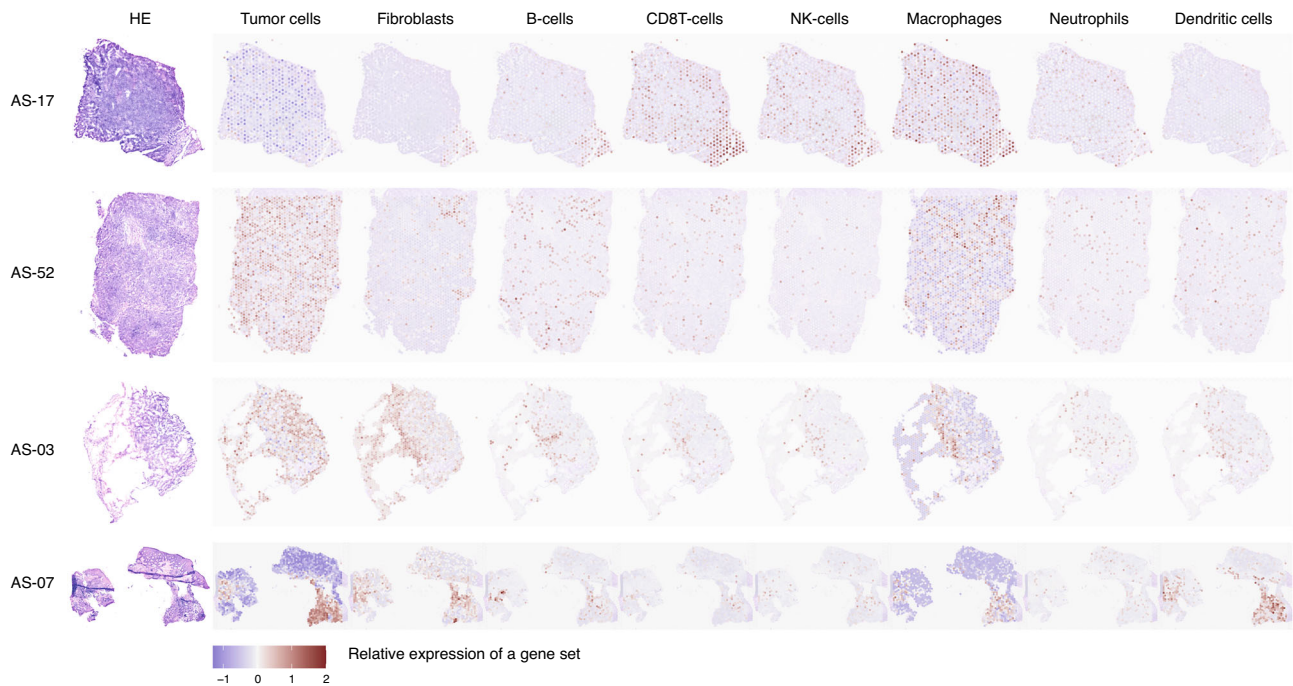 HE Tumor cells Fibroblasts B-cells CD8T-cells NK-cells Macrophages Neutrophils Dendritic cells
AS-17
AS-52
AS-03
AS-07
Relative expression of a gene set
−1 0 1 2